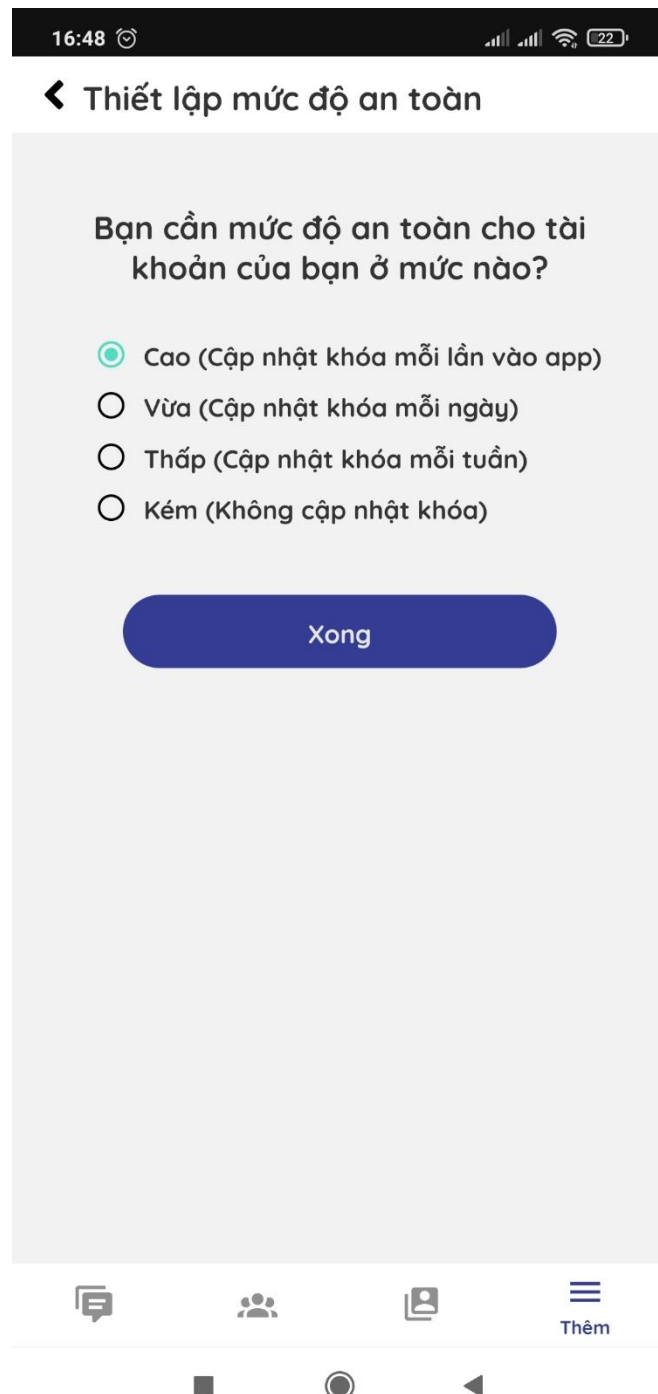 16:48
22
Thiết lập mức độ an toàn
Bạn cần mức độ an toàn cho tài
khoản của bạn ở mức nào?
Cao (Cập nhật khóa mỗi lần vào app)
Vừa (Cập nhật khóa mỗi ngày)
Thấp (Cập nhật khóa mỗi tuần)
Kém (Không cập nhật khóa)
Xong
Thêm